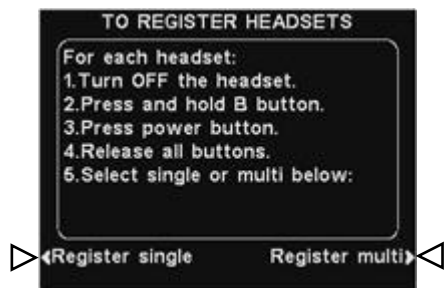 TO REGISTER HEADSETS
For each headset:
1.Turn OFF the headset.
2.Press and hold B button.
3.Press power button.
4.Release all buttons.
5.Select single or multi below:
Register single
Register multi